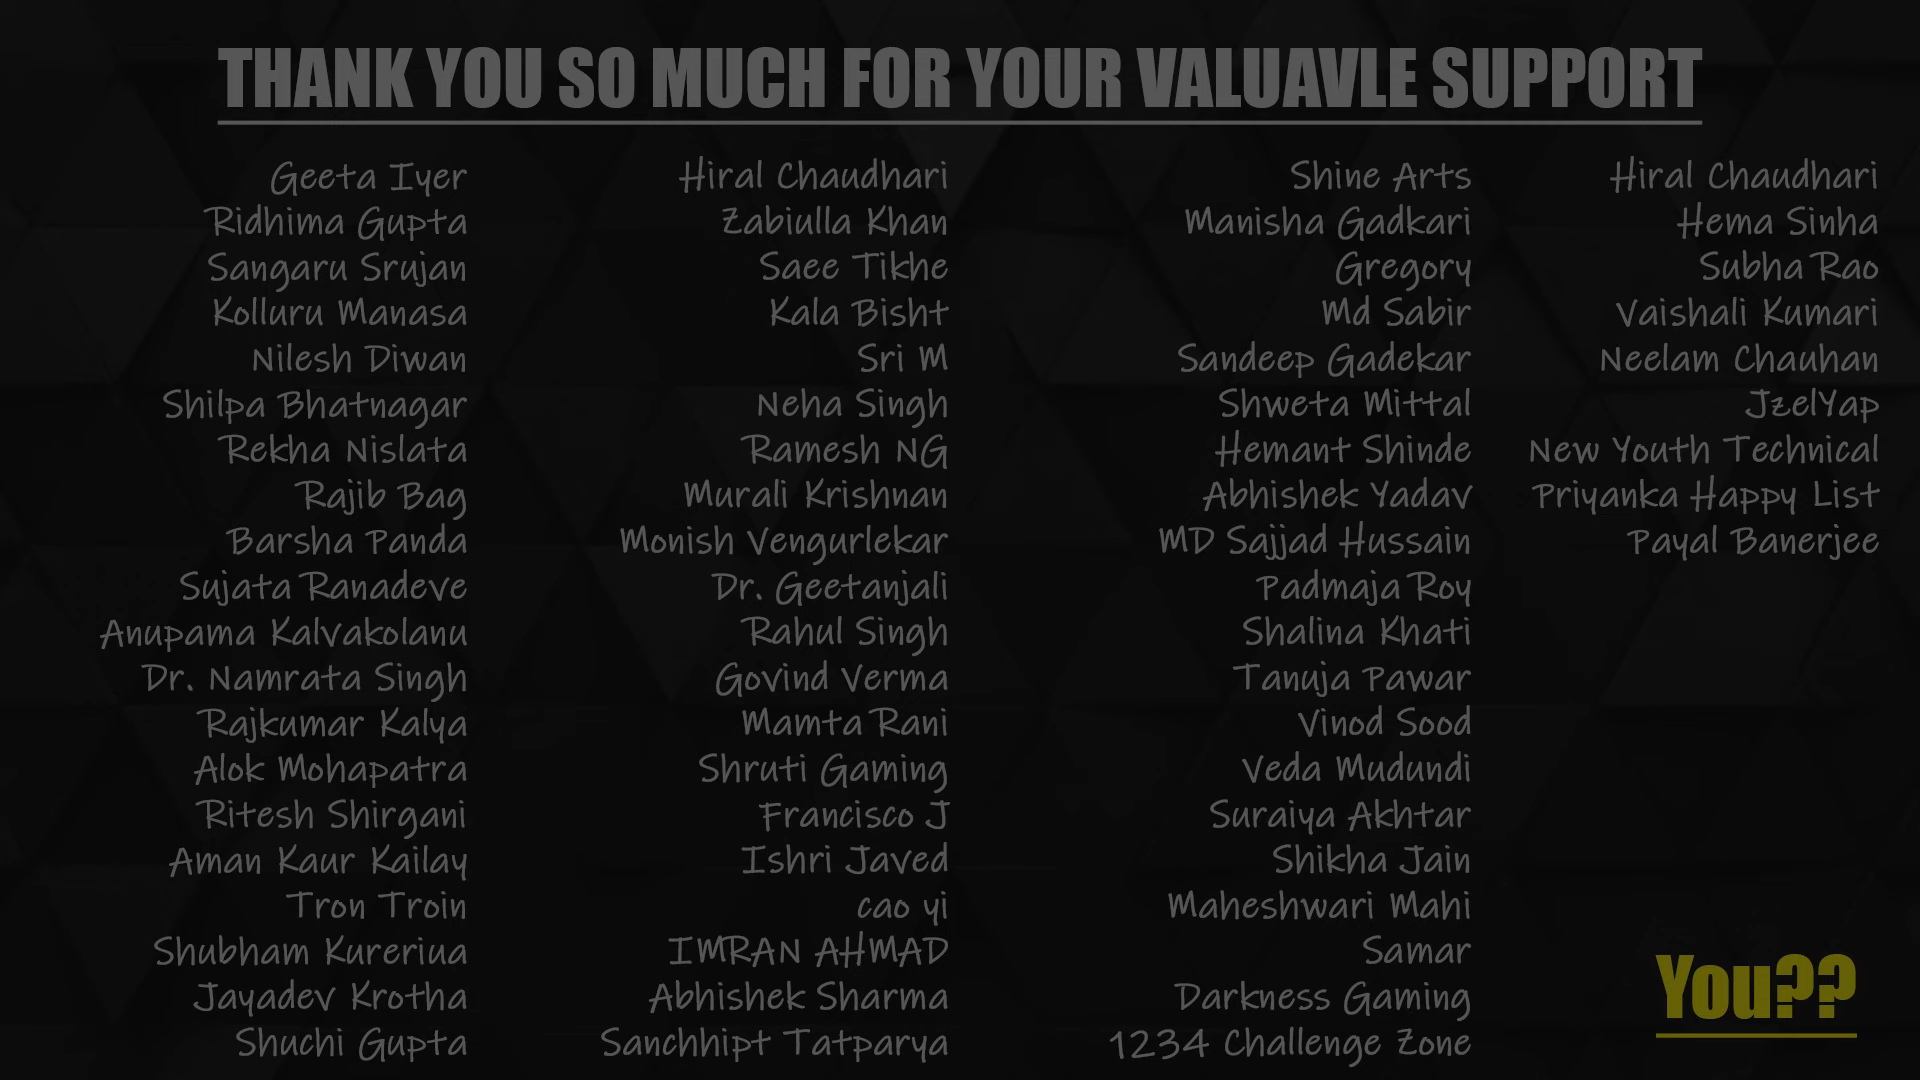 THANK YOU SO MUCH FOR YOUR VALUAVLE SUPPORT
Geeta Iyer
Ridhima Gupta
Sangaru Srujan
Kolluru Manasa
Nilesh Diwan
Shilpa Bhatnagar
Rekha Nislata
Rajib Bag
Barsha Panda
Sujata Ranadeve
Anupama Kalvakolanu
Dr. Namrata Singh
Rajkumar Kalya
Alok Mohapatra
Ritesh Shirgani
Aman Kaur Kailay
Tron Troin
Shubham Kureriua
Jayadev Krotha
Shuchi Gupta
Hiral Chaudhari
Zabiulla Khan
Saee Tikhe
Kala Bisht
Sri M
Neha Singh
Ramesh NG
Murali Krishnan
Monish Vengurlekar
Dr. Geetanjali
Rahul Singh
Govind Verma
Mamta Rani
Shruti Gaming
Francisco J
Ishri Javed
cao yi
IMRAN AHMAD
Abhishek Sharma
Sanchhipt Tatparya
Shine Arts
Manisha Gadkari
Gregory
Md Sabir
Sandeep Gadekar
Shweta Mittal
Hemant Shinde
Abhishek Yadav
MD Sajjad Hussain
Padmaja Roy
Shalina Khati
Tanuja Pawar
Vinod Sood
Veda Mudundi
Suraiya Akhtar
Shikha Jain
Maheshwari Mahi
Samar
Darkness Gaming
1234 Challenge Zone
Hiral Chaudhari
Hema Sinha
Subha Rao
Vaishali Kumari
Neelam Chauhan
JzelYap
New Youth Technical
Priyanka Happy List
Payal Banerjee
You??